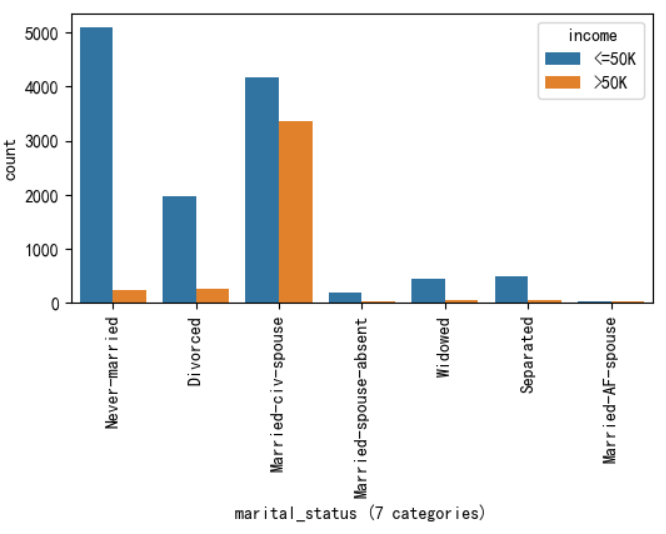 income
<=50K
>50K
5000
4000
3000
2000
1000
0
count
Never-married
Divorced
Married-civ-spouse
Married-spouse-absent
Widowed
Separated
Married-AF-spouse
marital_status (7 categories)